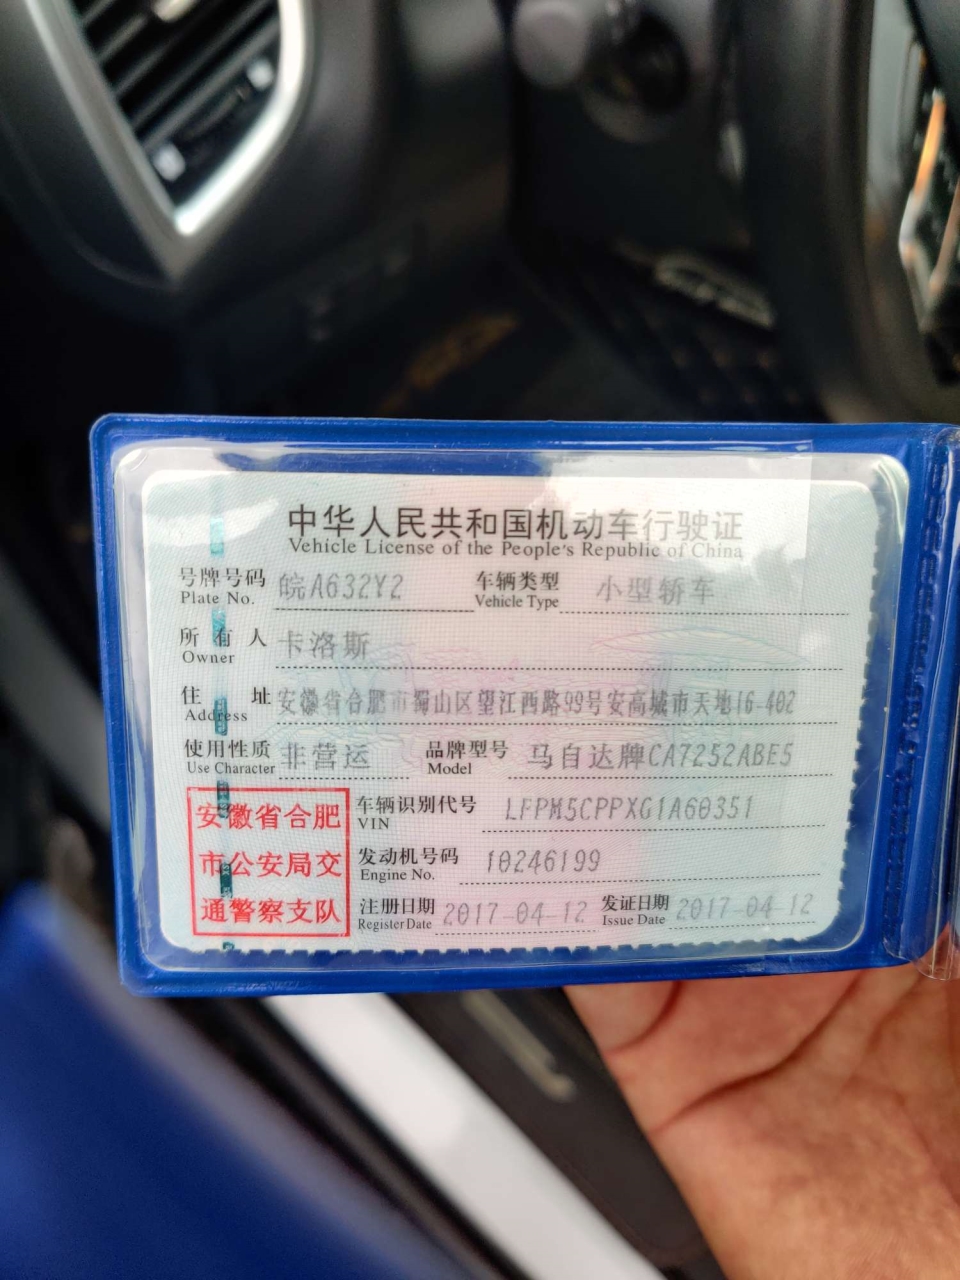 中华人民共和国机动车行驶证
Vehicle License of the People's Republic of China
号牌号码 皖A632Y2 车辆类型 小型轿车
Plate No. Vehicle Type
所有人 卡洛斯
Owner
住址 安徽省合肥市蜀山区望江西路99号安高城市天地16-402
Address
使用性质 非营运 品牌型号 马自达牌CA7252ABE5
Use Character Model
安徽省合肥 车辆识别代号 LFPM5CPPXG1A60351
VIN
市公安局交 发动机号码 10246199
Engine No.
通警察支队 注册日期 2017-04-12 发证日期 2017-04-12
Register Date Issue Date